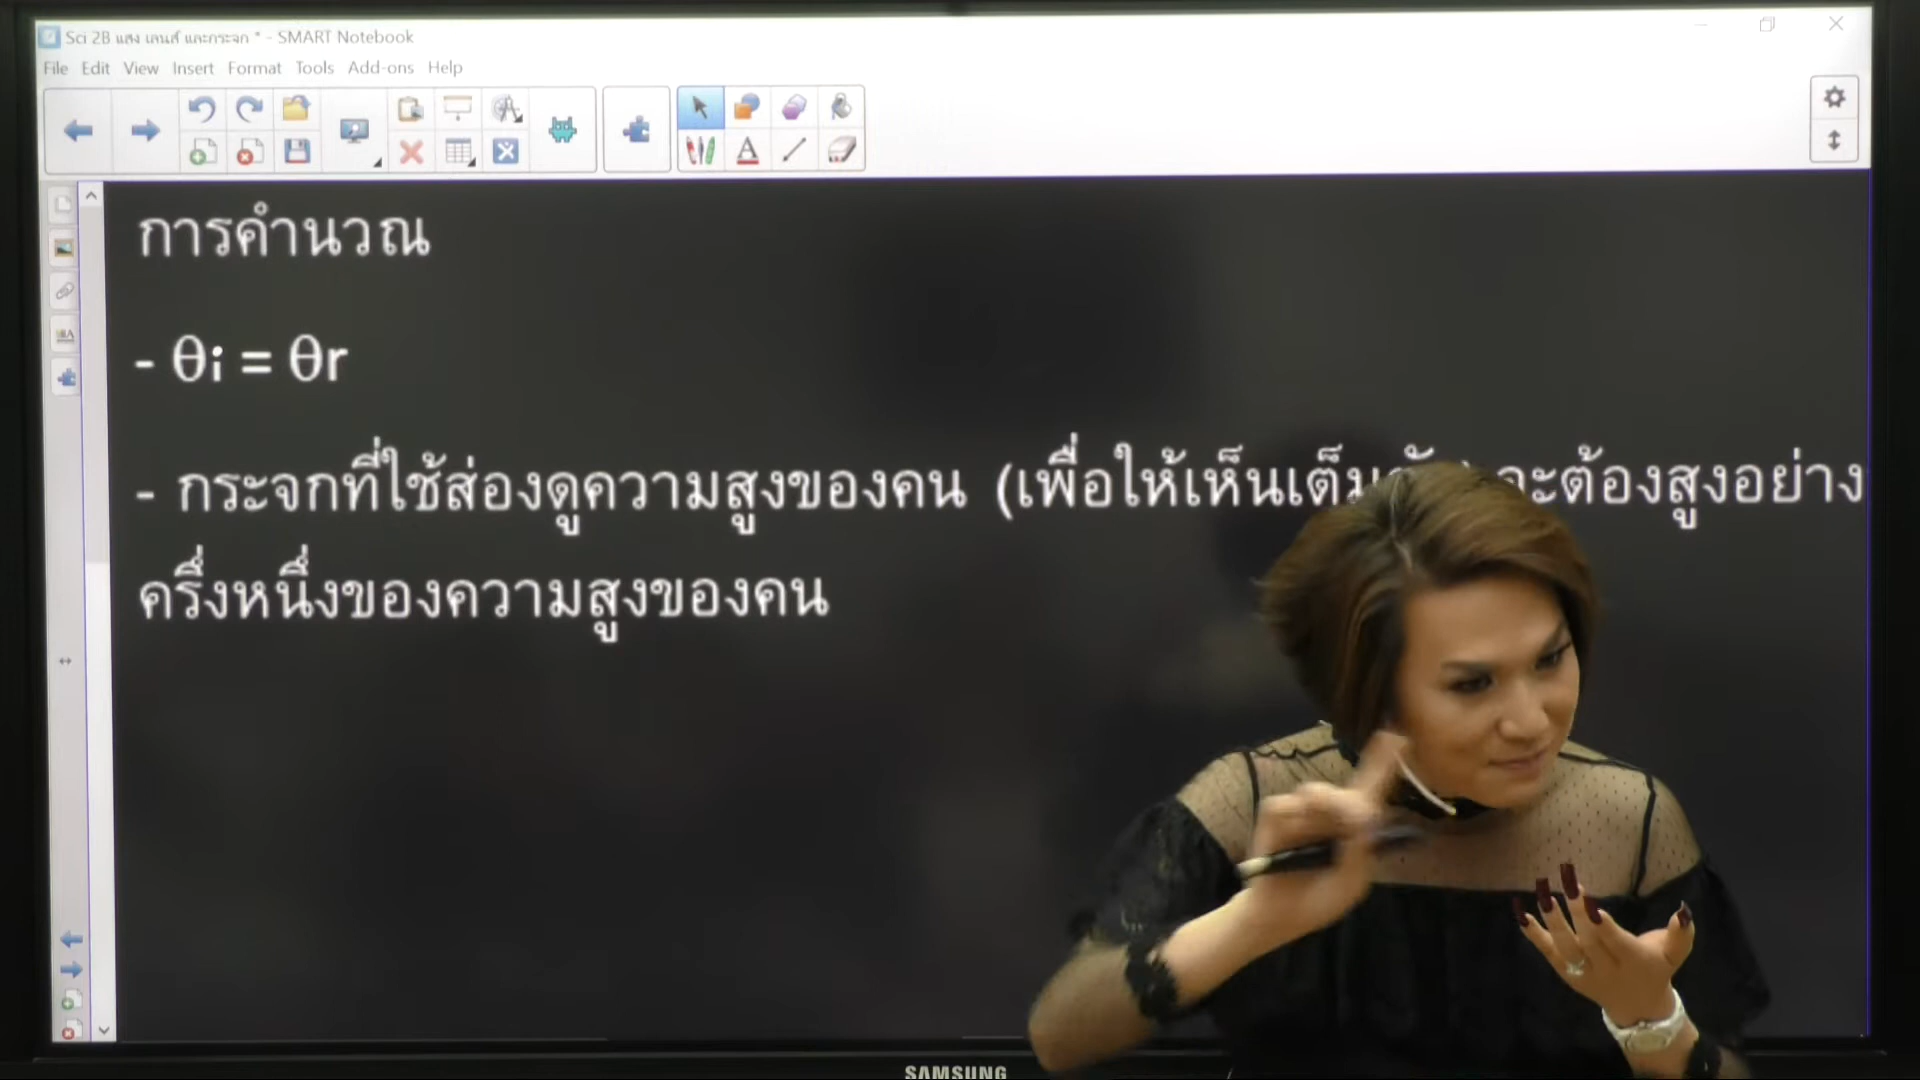 Sci 2B แสง เลนส์ และกระจก * - SMART Notebook
File Edit View Insert Format Tools Add-ons Help
การคำนวณ
- θi = θr
- กระจกที่ใช้ส่องดูความสูงของคน (เพื่อให้เห็นเต็ม จะต้องสูงอย่าง
ครึ่งหนึ่งของความสูงของคน
SAMSUNG